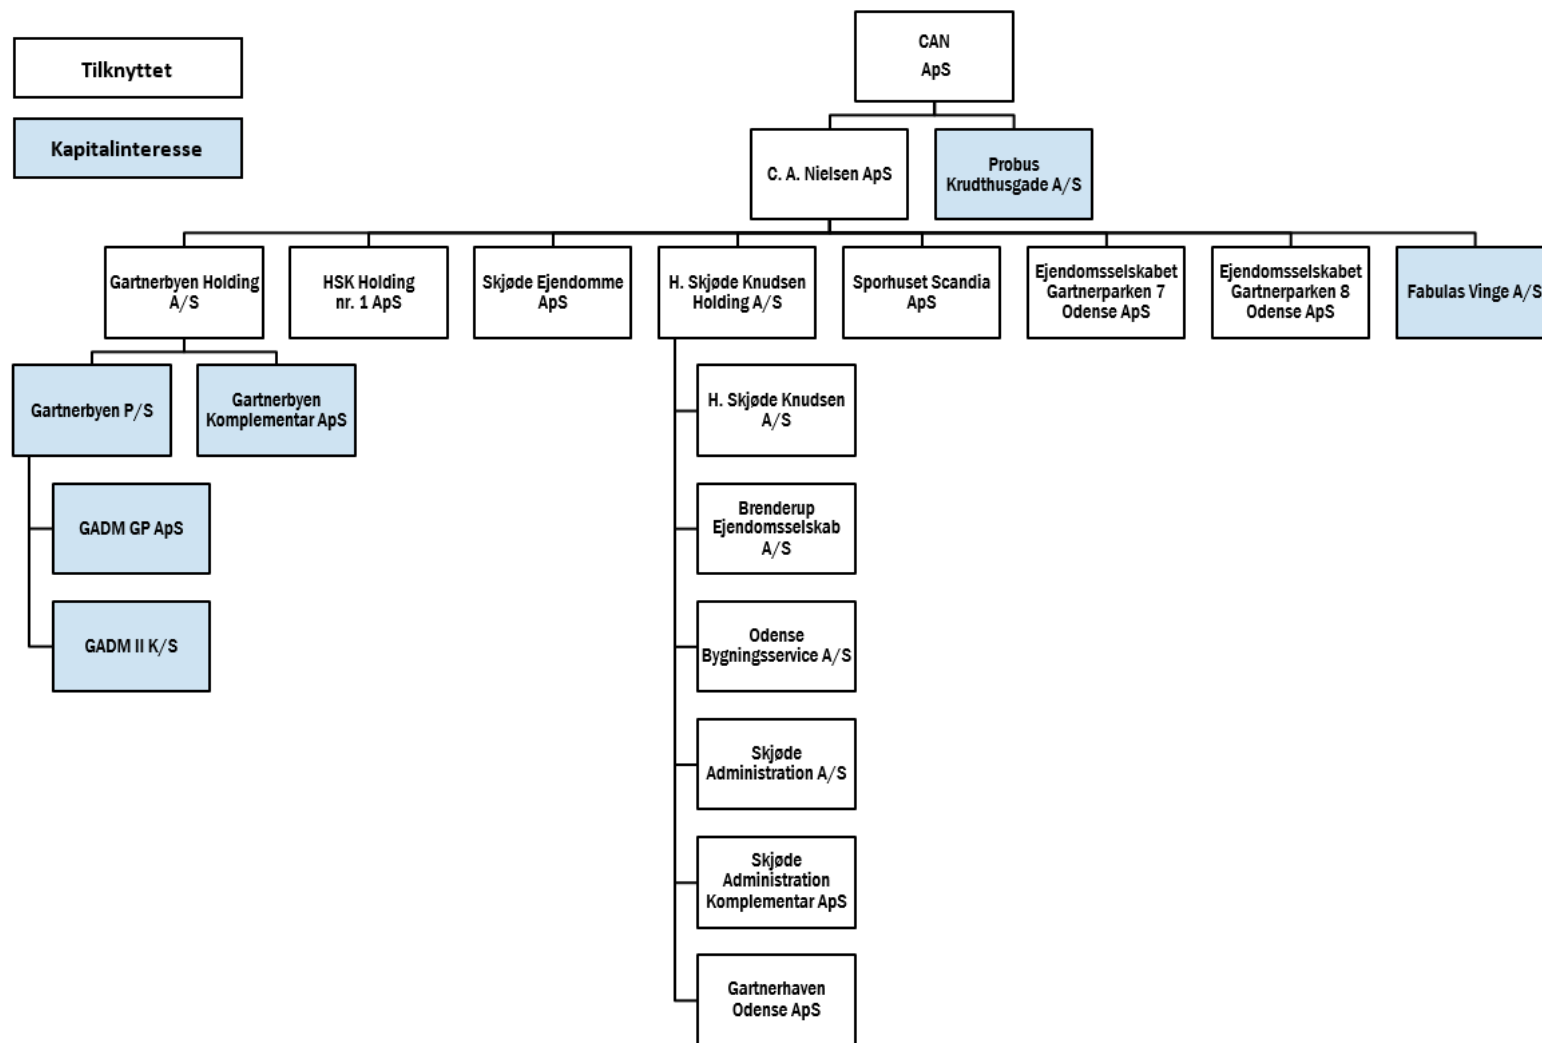 Tilknyttet
Kapitalinteresse
CAN
ApS
C. A. Nielsen ApS
Probus
Krudthusgade A/S
Gartnerbyen Holding
A/S
HSK Holding
nr. 1 ApS
Skjøde Ejendomme
ApS
H. Skjøde Knudsen
Holding A/S
Sporhuset Scandia
ApS
Ejendomsselskabet
Gartnerparken 7
Odense ApS
Ejendomsselskabet
Gartnerparken 8
Odense ApS
Fabulas Vinge A/S
Gartnerbyen P/S
Gartnerbyen
Komplementar ApS
GADM GP ApS
GADM II K/S
H. Skjøde Knudsen
A/S
Brenderup
Ejendomsselskab
A/S
Odense
Bygningsservice A/S
Skjøde
Administration A/S
Skjøde
Administration
Komplementar ApS
Gartnerhaven
Odense ApS